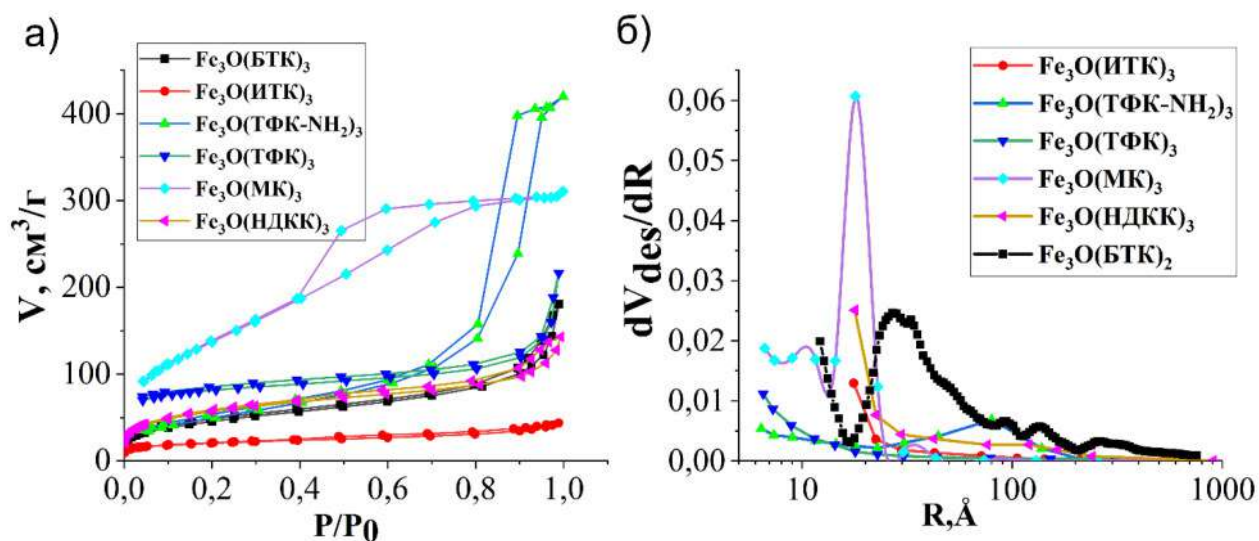 а)
Fe₃O(БТК)₃
Fe₃O(ИТК)₃
Fe₃O(ТФК-NH₂)₃
Fe₃O(ТФК)₃
Fe₃O(МК)₃
Fe₃O(НДКК)₃
V, см³/г
400
300
200
100
0
0,0 0,2 0,4 0,6 0,8 1,0
P/P₀
б)
Fe₃O(ИТК)₃
Fe₃O(ТФК-NH₂)₃
Fe₃O(ТФК)₃
Fe₃O(МК)₃
Fe₃O(НДКК)₃
Fe₃O(БТК)₂
dV_des/dR
0,06
0,05
0,04
0,03
0,02
0,01
0,00
10 100 1000
R,Å